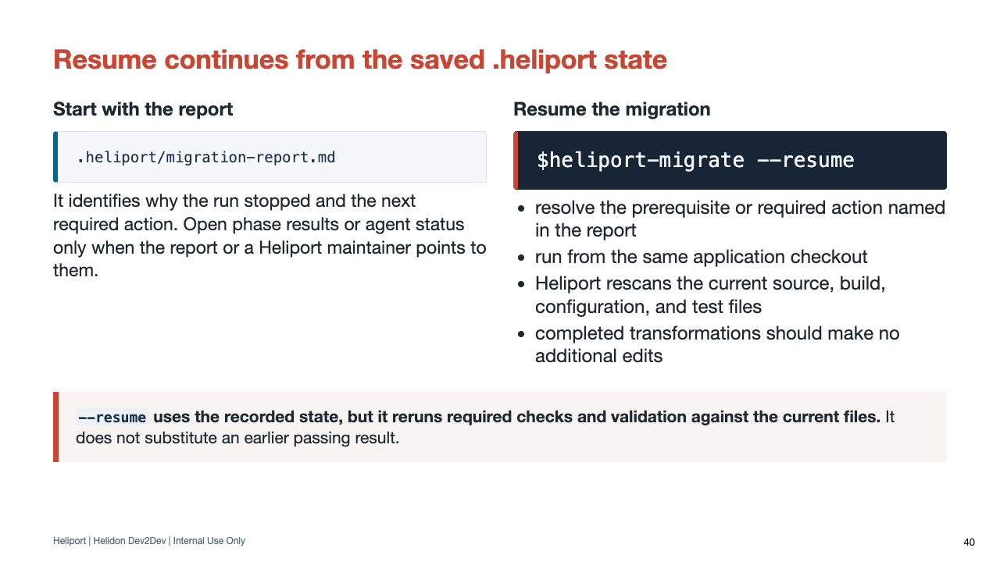 Resume continues from the saved .heliport state
Start with the report
.heliport/migration-report.md
It identifies why the run stopped and the next
required action. Open phase results or agent status
only when the report or a Heliport maintainer points to
them.
Resume the migration
$heliport-migrate --resume
• resolve the prerequisite or required action named
in the report
• run from the same application checkout
• Heliport rescans the current source, build,
configuration, and test files
• completed transformations should make no
additional edits
--resume uses the recorded state, but it reruns required checks and validation against the current files. It
does not substitute an earlier passing result.
Heliport | Helidon Dev2Dev | Internal Use Only
40